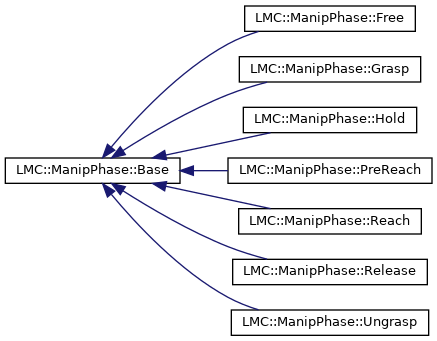 LMC::ManipPhase::Free
LMC::ManipPhase::Grasp
LMC::ManipPhase::Hold
LMC::ManipPhase::Base
LMC::ManipPhase::PreReach
LMC::ManipPhase::Reach
LMC::ManipPhase::Release
LMC::ManipPhase::Ungrasp